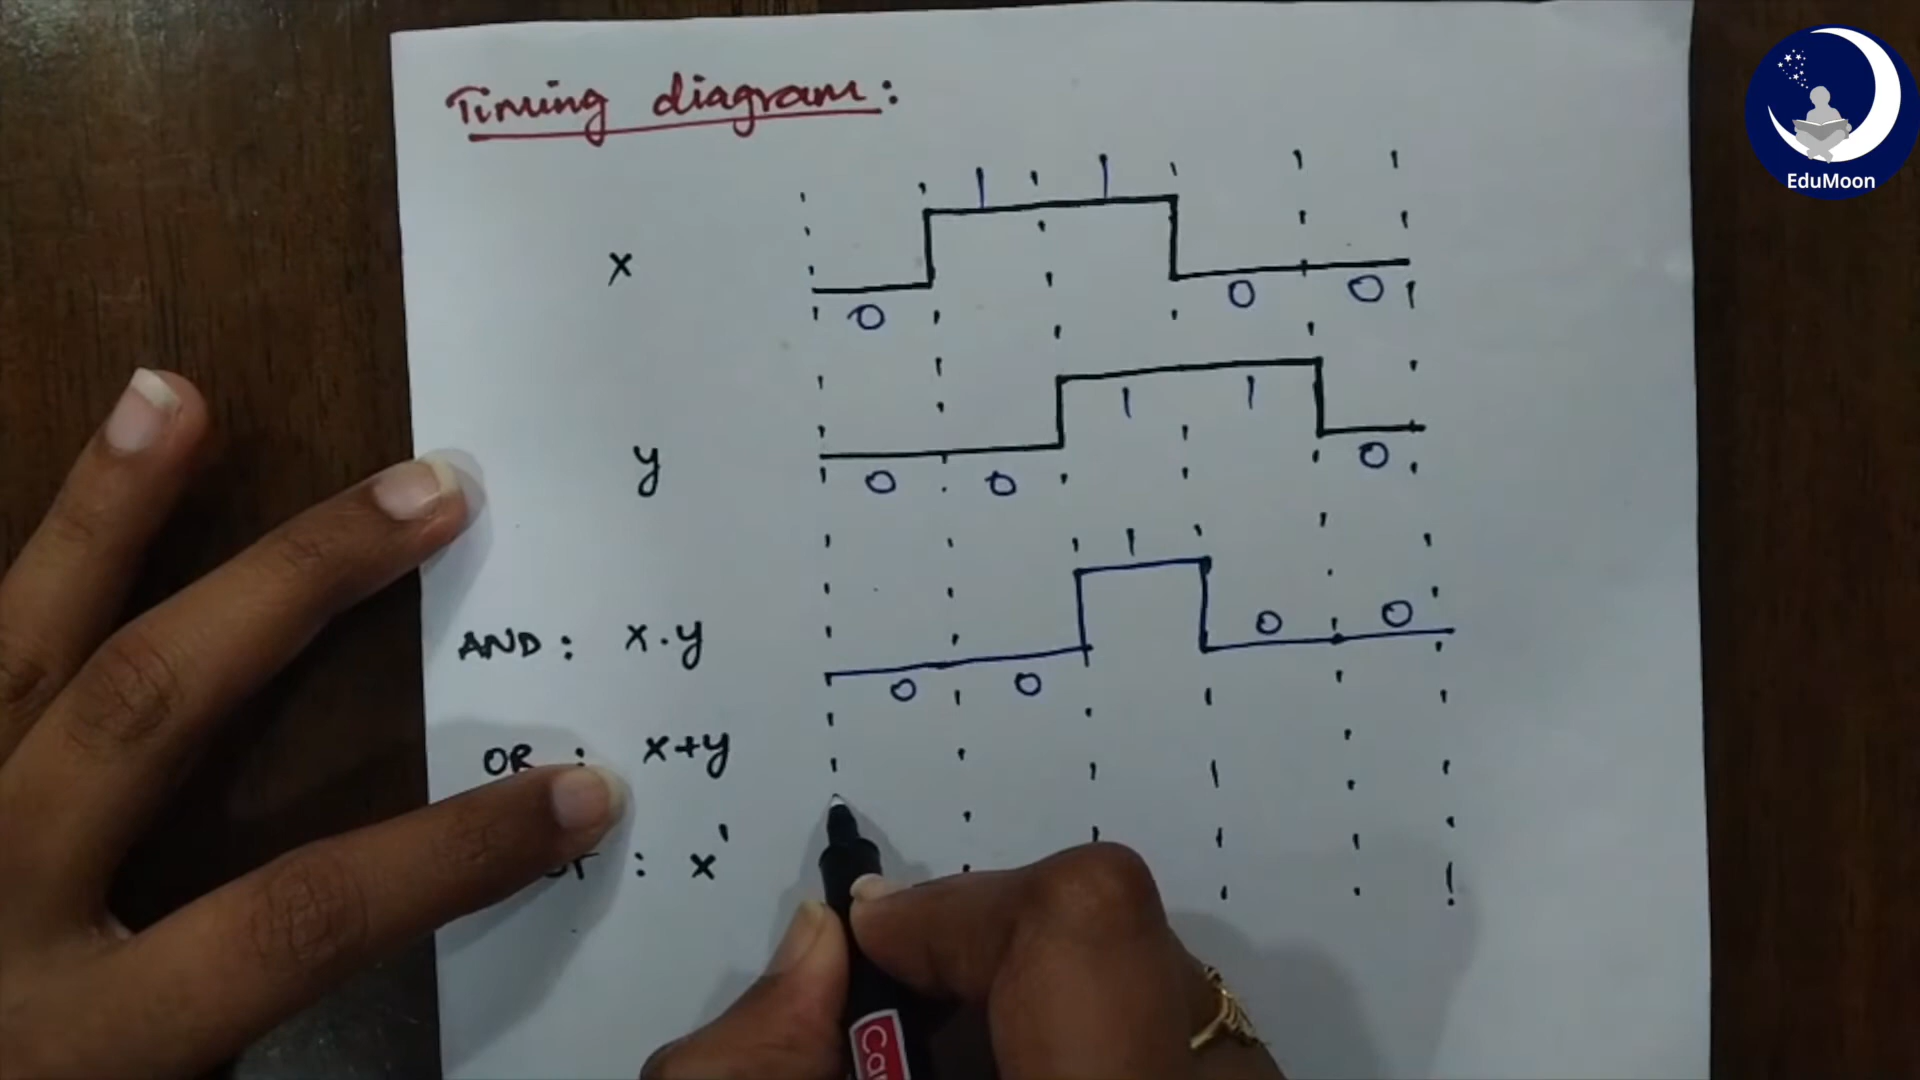 Timing diagram:
EduMoon
1 1
x
0 0 0
1 1
y
0 0 0
1
AND : x.y
0 0 0 0
OR : x+y
: x'
Ca